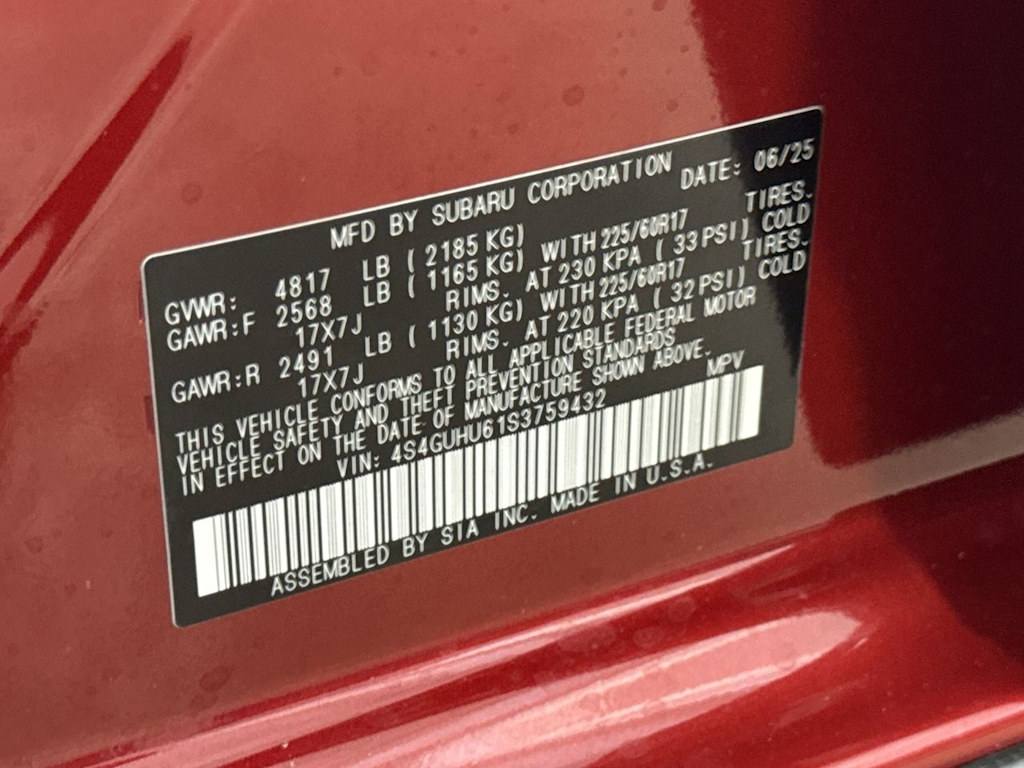 MFD BY SUBARU CORPORATION DATE: 06/25
GVWR: 4817 LB ( 2185 KG)
GAWR:F 2568 LB ( 1165 KG) WITH 225/60R17 TIRES.
17X7J RIMS. AT 230 KPA ( 33 PSI) COLD
GAWR:R 2491 LB ( 1130 KG) WITH 225/60R17 TIRES.
17X7J RIMS. AT 220 KPA ( 32 PSI) COLD
THIS VEHICLE CONFORMS TO ALL APPLICABLE FEDERAL MOTOR
VEHICLE SAFETY AND THEFT PREVENTION STANDARDS
IN EFFECT ON THE DATE OF MANUFACTURE SHOWN ABOVE.
VIN: 4S4GUHU61S3759432 MPV
ASSEMBLED BY SIA INC. MADE IN U.S.A.